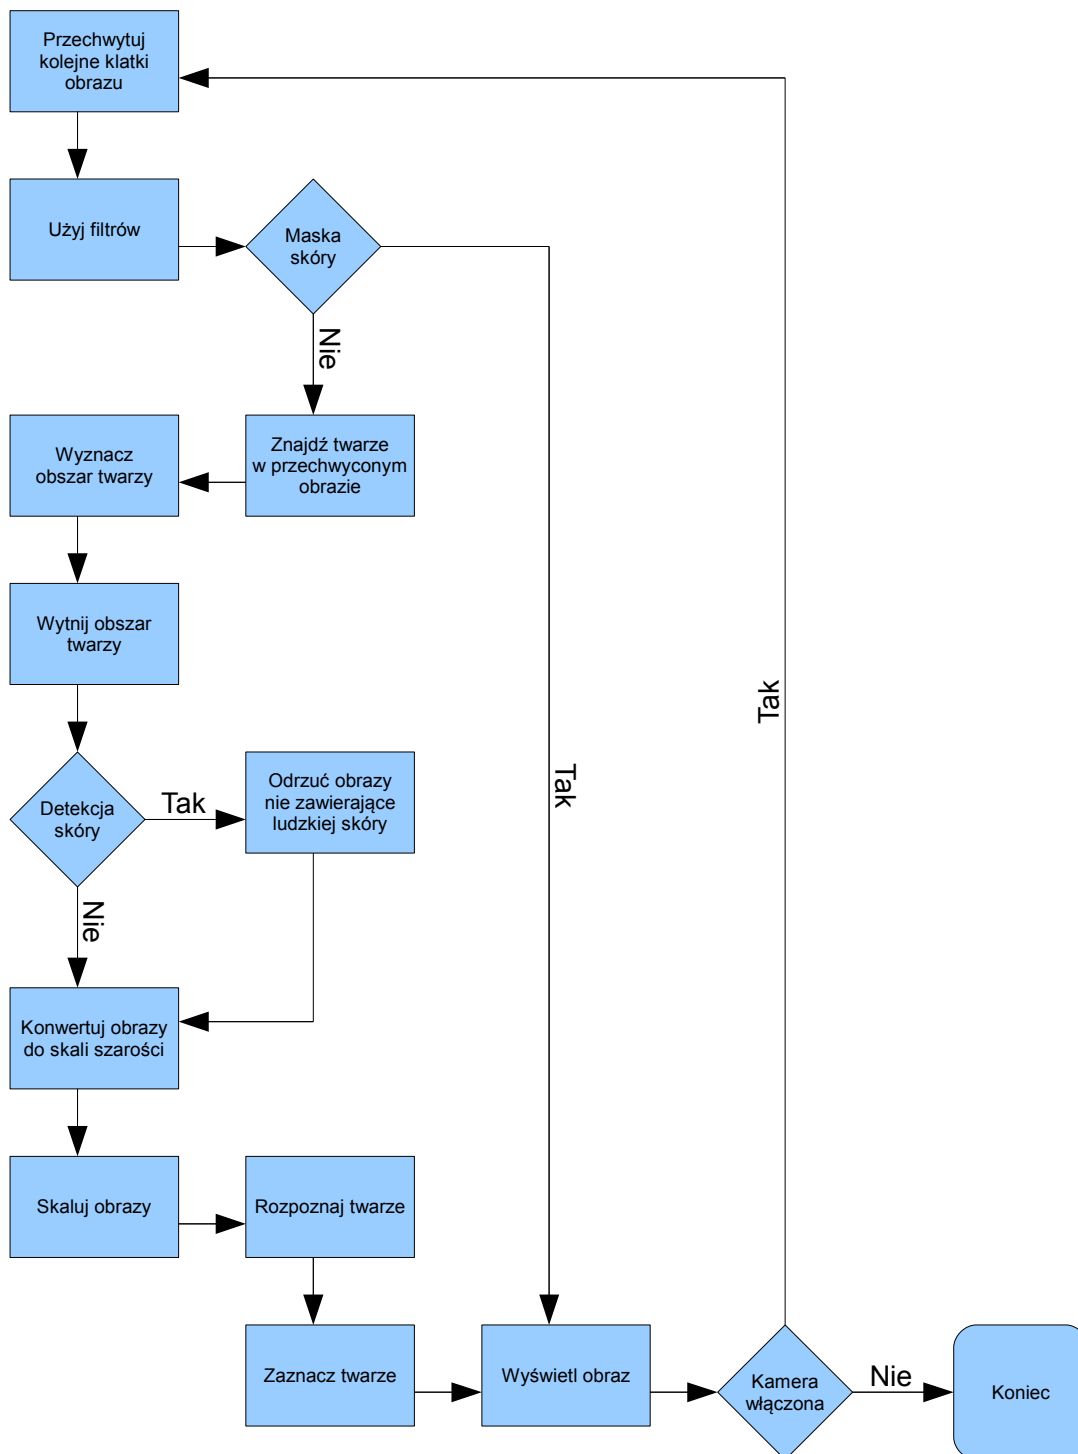 Przechwytuj
kolejne klatki
obrazu
Użyj filtrów
Maska
skóry
Nie
Znajdź twarze
w przechwyconym
obrazie
Wyznacz
obszar twarzy
Wytnij obszar
twarzy
Tak
Detekcja
skóry
Tak
Odrzuć obrazy
nie zawierające
ludzkiej skóry
Tak
Nie
Konwertuj obrazy
do skali szarości
Skaluj obrazy
Rozpoznaj twarze
Zaznacz twarze
Wyświetl obraz
Kamera
włączona
Nie
Koniec